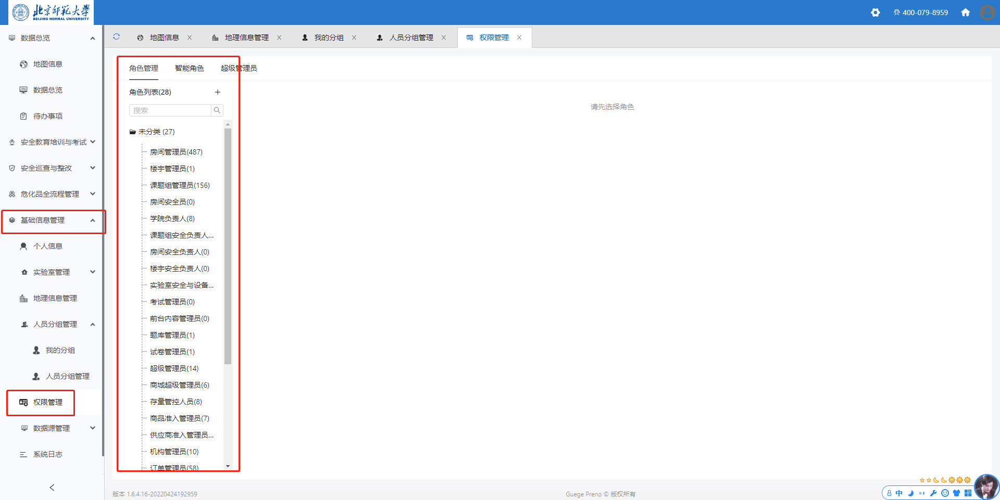 北京师范大学
BEIJING NORMAL UNIVERSITY
400-079-8959
数据总览
地图信息
数据总览
待办事项
安全教育培训与考试
安全巡查与整改
危化品全流程管理
基础信息管理
个人信息
实验室管理
地理信息管理
人员分组管理
我的分组
人员分组管理
权限管理
数据源管理
系统日志
地图信息 地理信息管理 我的分组 人员分组管理 权限管理
角色管理 智能角色 超级管理员
角色列表(28)
搜索
未分类 (27)
房间管理员(487)
楼宇管理员(1)
课题组管理员(156)
房间安全员(0)
学院负责人(8)
课题组安全负责人...
房间安全负责人(0)
楼宇安全负责人(0)
实验室安全与设备...
考试管理员(0)
前台内容管理员(0)
题库管理员(1)
试卷管理员(1)
超级管理员(14)
商城超级管理员(6)
存量管控人员(8)
商品准入管理员(7)
供应商准入管理员...
机构管理员(10)
订单管理员(58)
请先选择角色
版本 1.6.4.16-20220424192959
Guege Preno © 版权所有
中